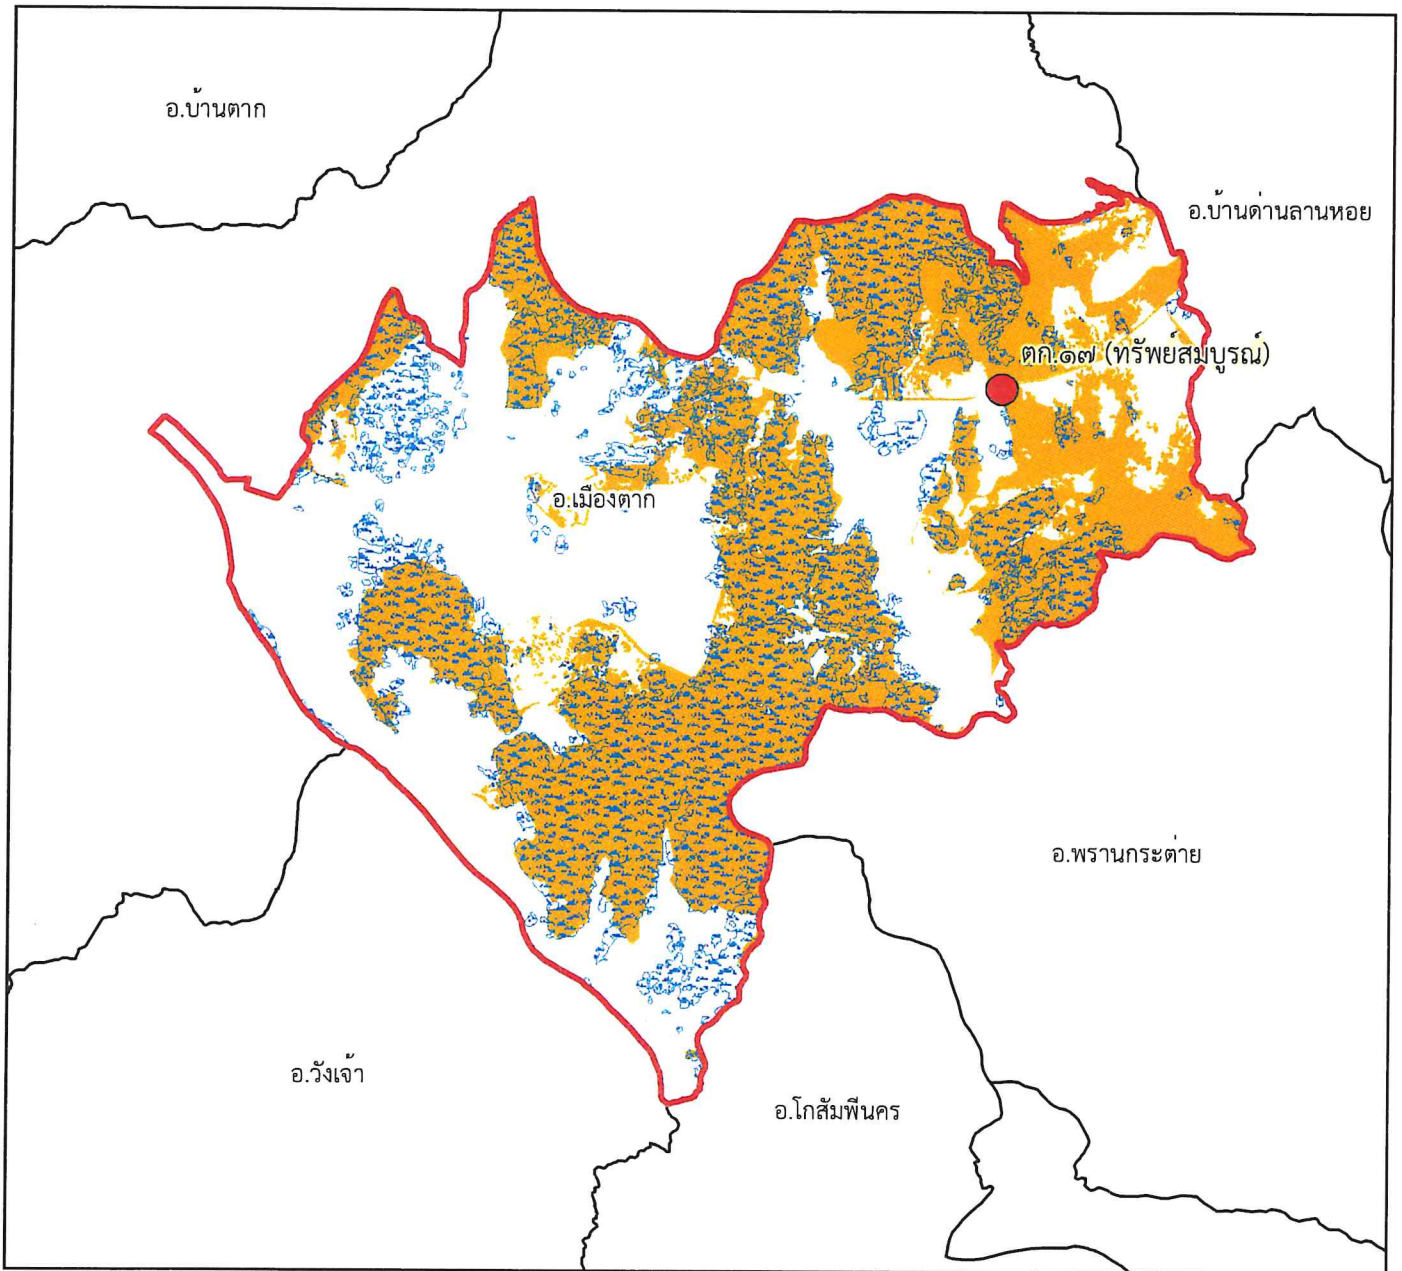 อ.บ้านตาก
อ.บ้านด่านลานหอย
ตก.๑๗ (ทรัพย์สมบูรณ์)
อ.เมืองตาก
อ.พรานกระต่าย
อ.วังเจ้า
อ.โกสัมพีนคร